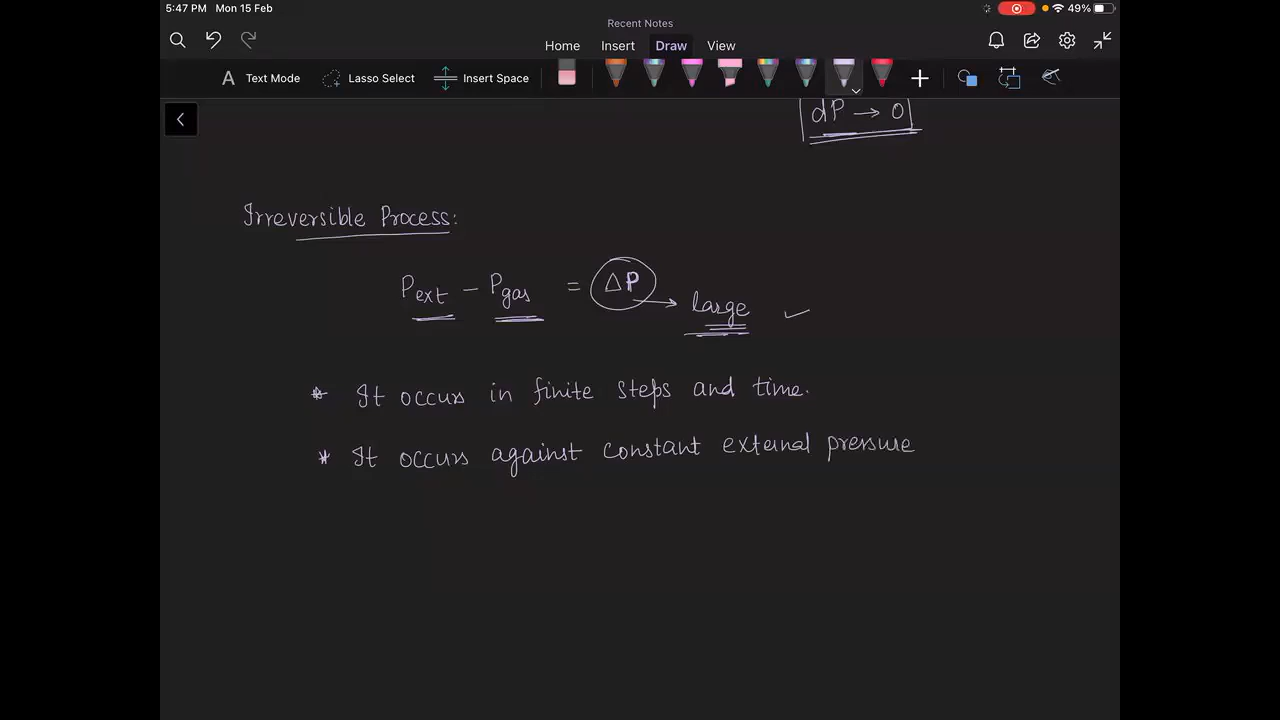 5:47 PM Mon 15 Feb
49%
Recent Notes
Home Insert Draw View
A Text Mode Lasso Select Insert Space
dP → 0
Irreversible Process:
Pext − Pgas = ΔP → large ✓
* It occurs in finite steps and time.
* It occurs against constant external pressure